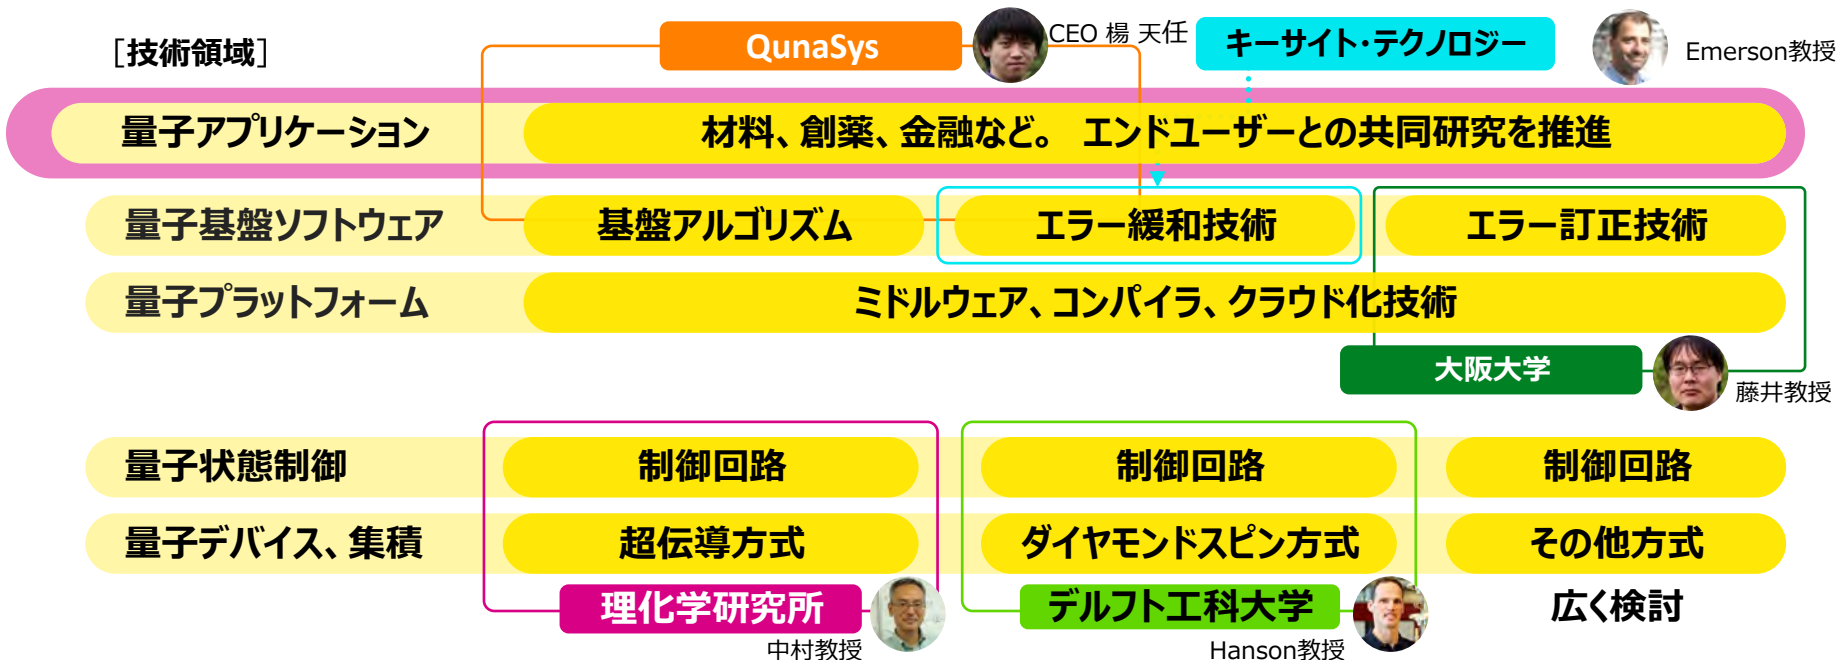 [技術領域]
QunaSys
CEO 楊 天任
キーサイト・テクノロジー
Emerson教授
量子アプリケーション
材料、創薬、金融など。 エンドユーザーとの共同研究を推進
量子基盤ソフトウェア
基盤アルゴリズム
エラー緩和技術
エラー訂正技術
量子プラットフォーム
ミドルウェア、コンパイラ、クラウド化技術
大阪大学
藤井教授
量子状態制御
制御回路
制御回路
制御回路
量子デバイス、集積
超伝導方式
ダイヤモンドスピン方式
その他方式
理化学研究所
中村教授
デルフト工科大学
Hanson教授
広く検討